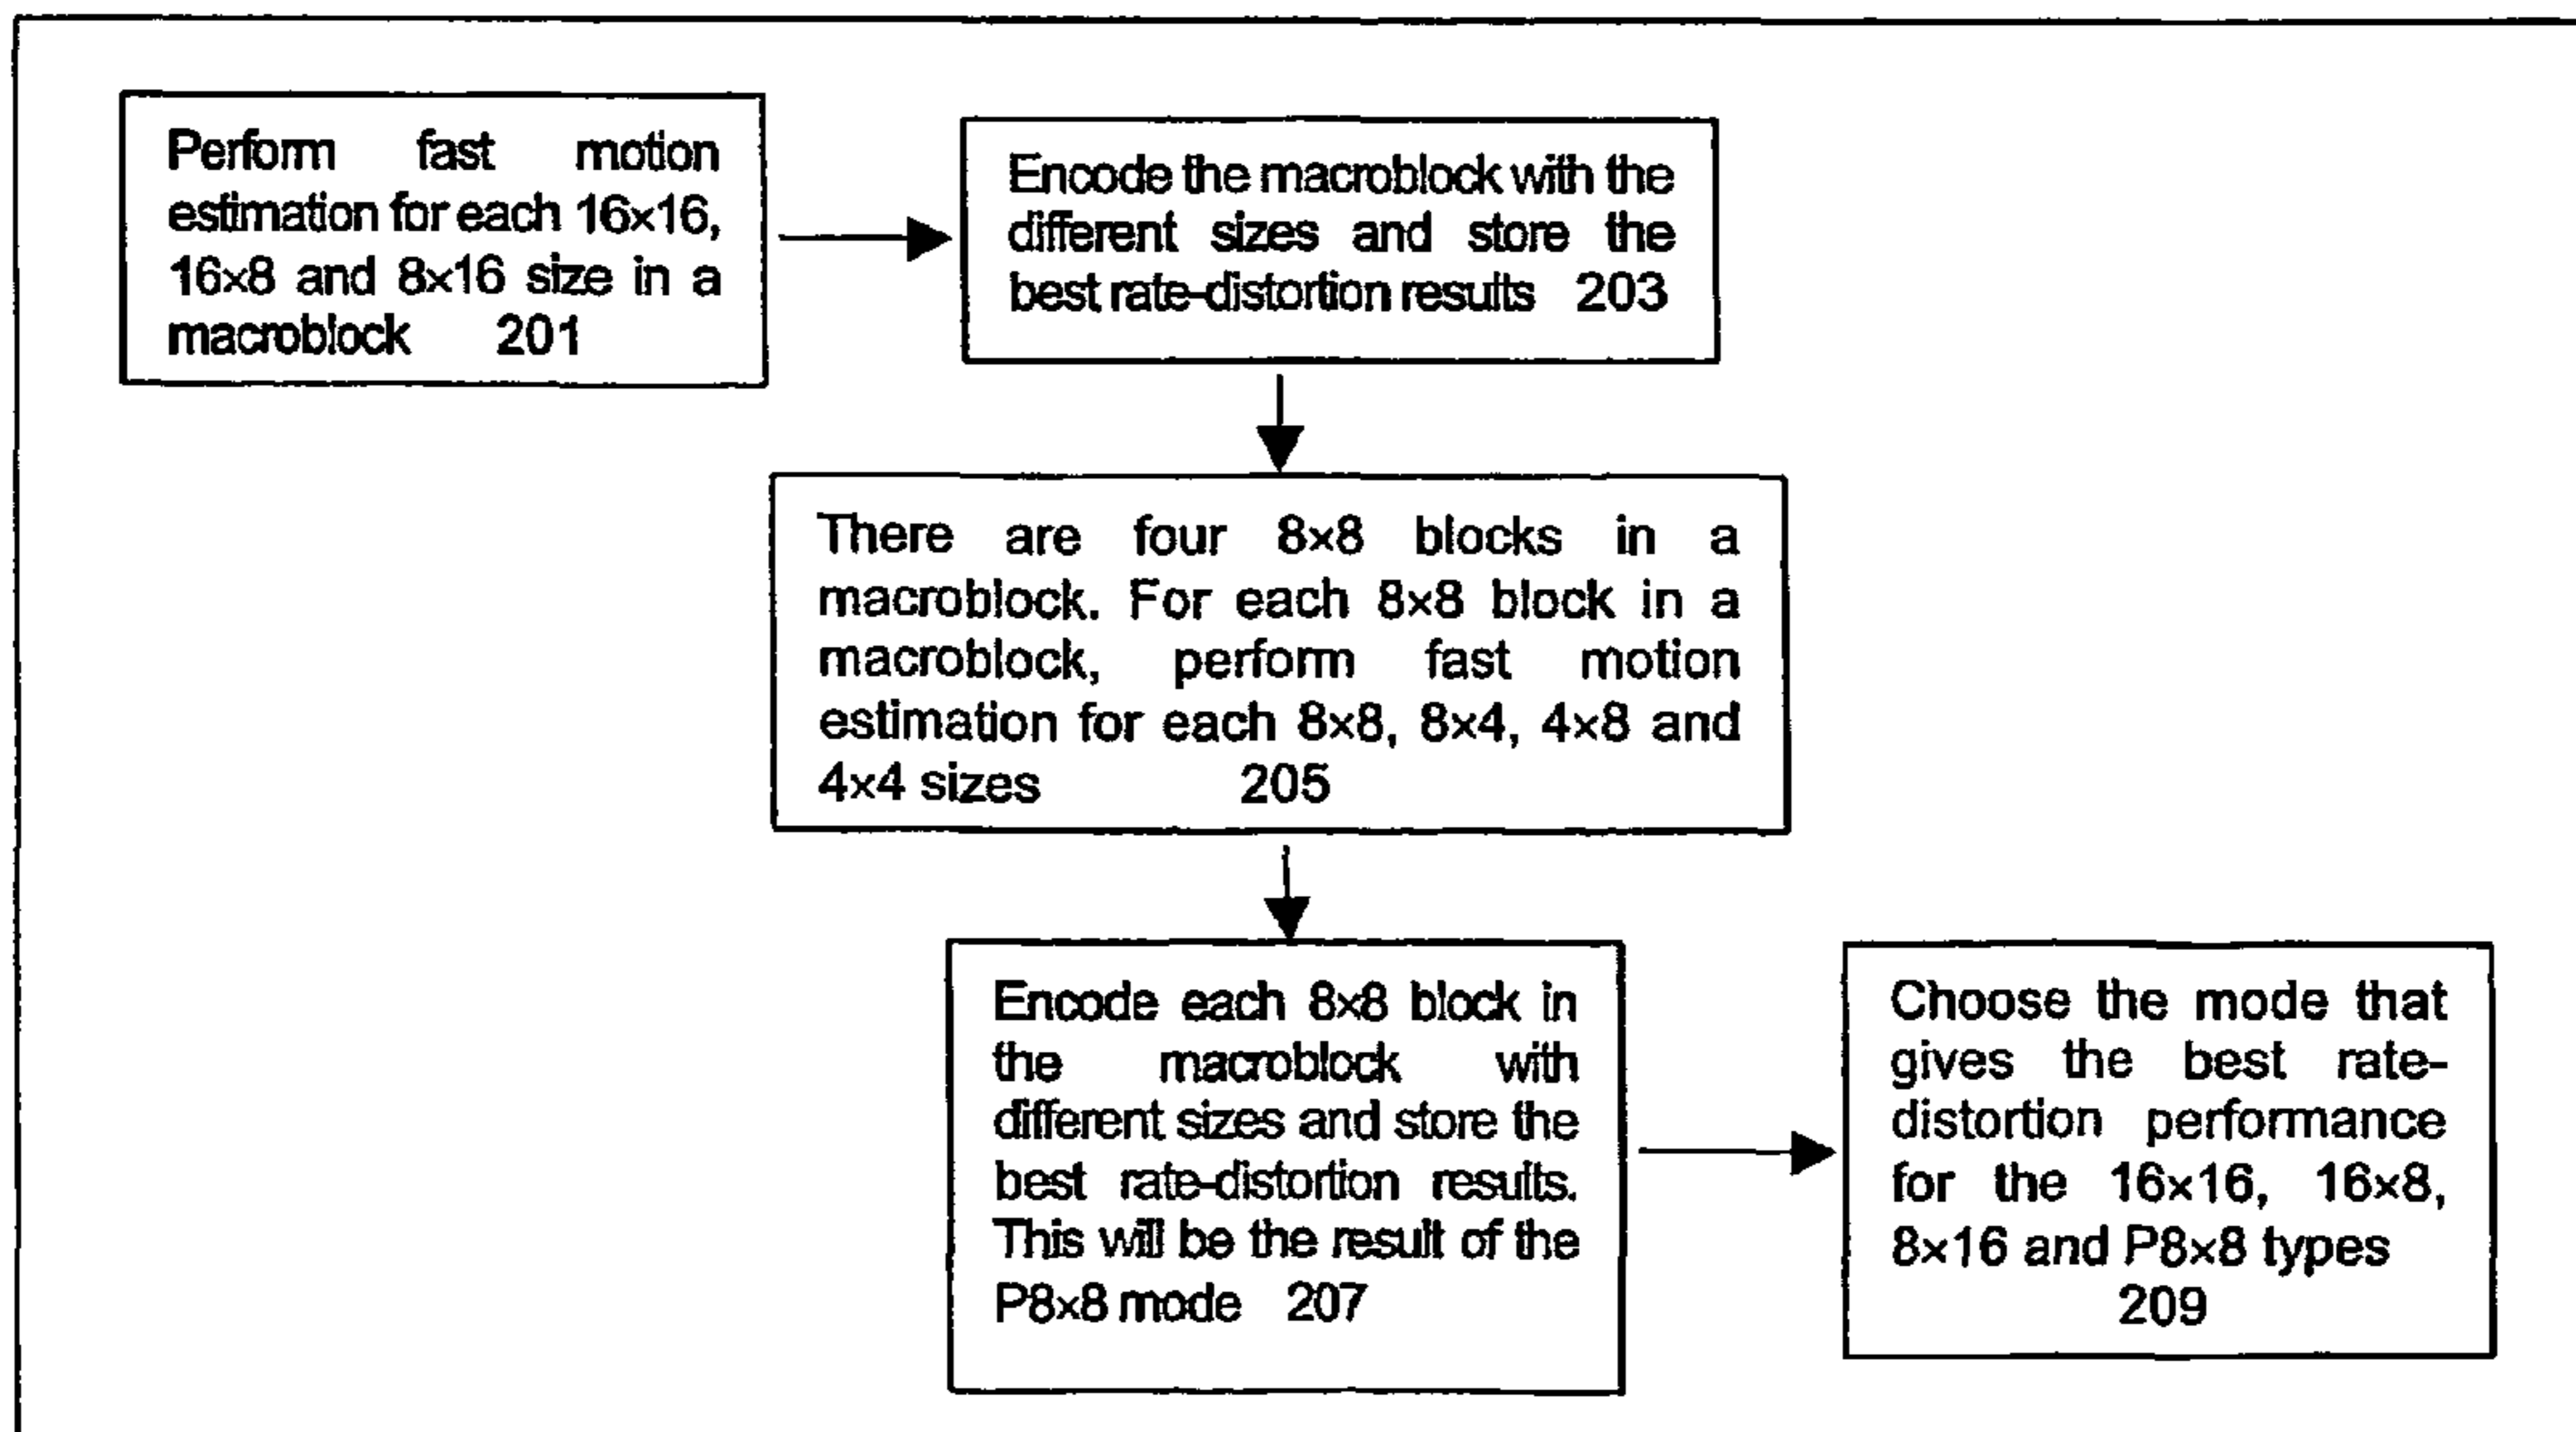 Perform fast motion
estimation for each 16×16,
16×8 and 8×16 size in a
macroblock 201
Encode the macroblock with the
different sizes and store the
best rate-distortion results 203
There are four 8×8 blocks in a
macroblock. For each 8×8 block in a
macroblock, perform fast motion
estimation for each 8×8, 8×4, 4×8 and
4×4 sizes 205
Encode each 8×8 block in
the macroblock with
different sizes and store the
best rate-distortion results.
This will be the result of the
P8×8 mode 207
Choose the mode that
gives the best rate-
distortion performance
for the 16×16, 16×8,
8×16 and P8×8 types
209